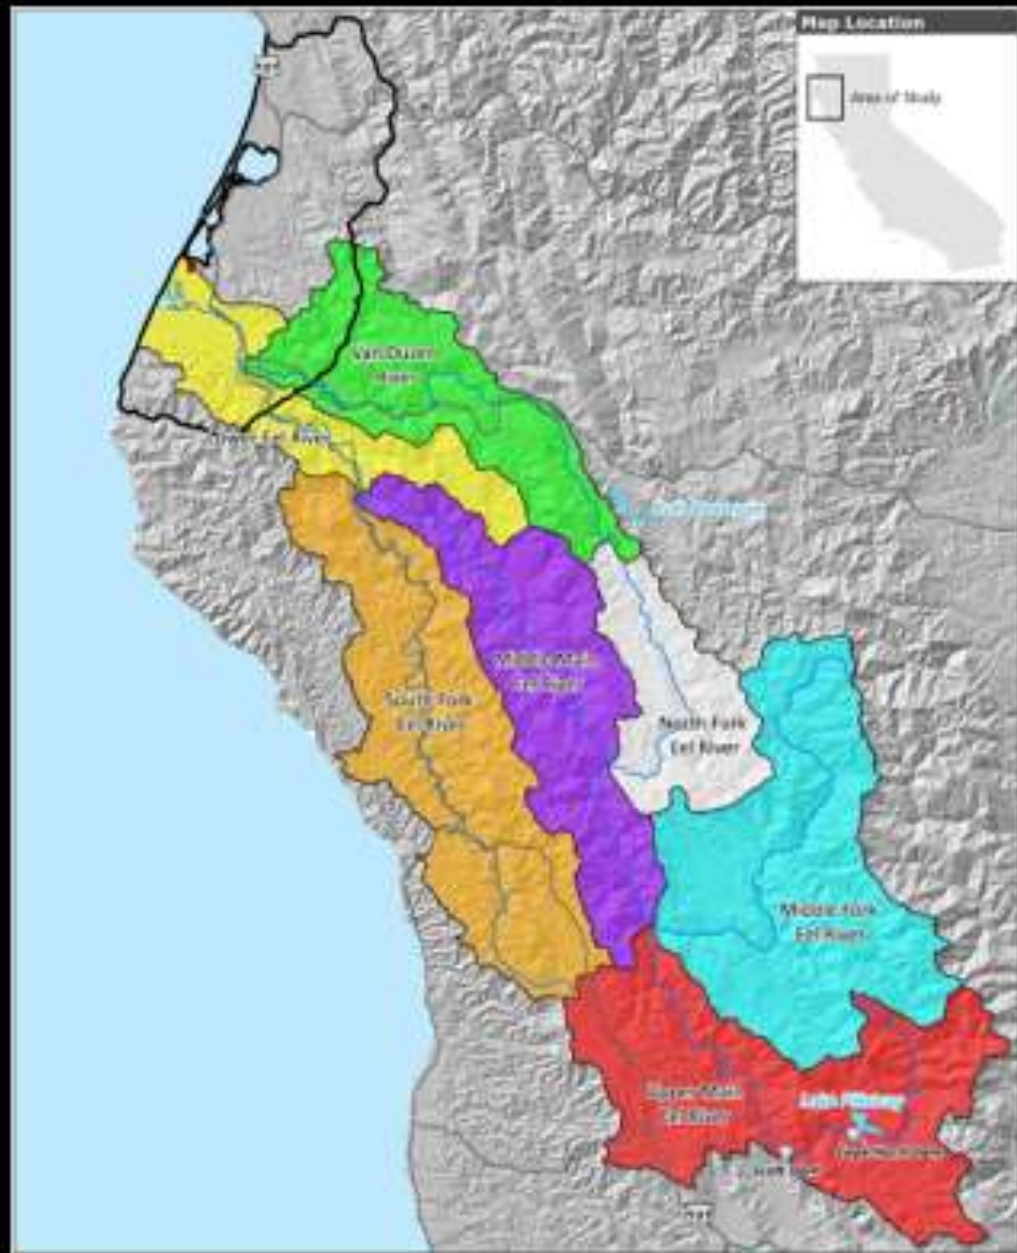 Map Location
Area of Study
Van Duzen
River
Lower Eel River
Middle Main
Eel River
South Fork
Eel River
North Fork
Eel River
Middle Fork
Eel River
Upper Main
Eel River
Lake Pillsbury